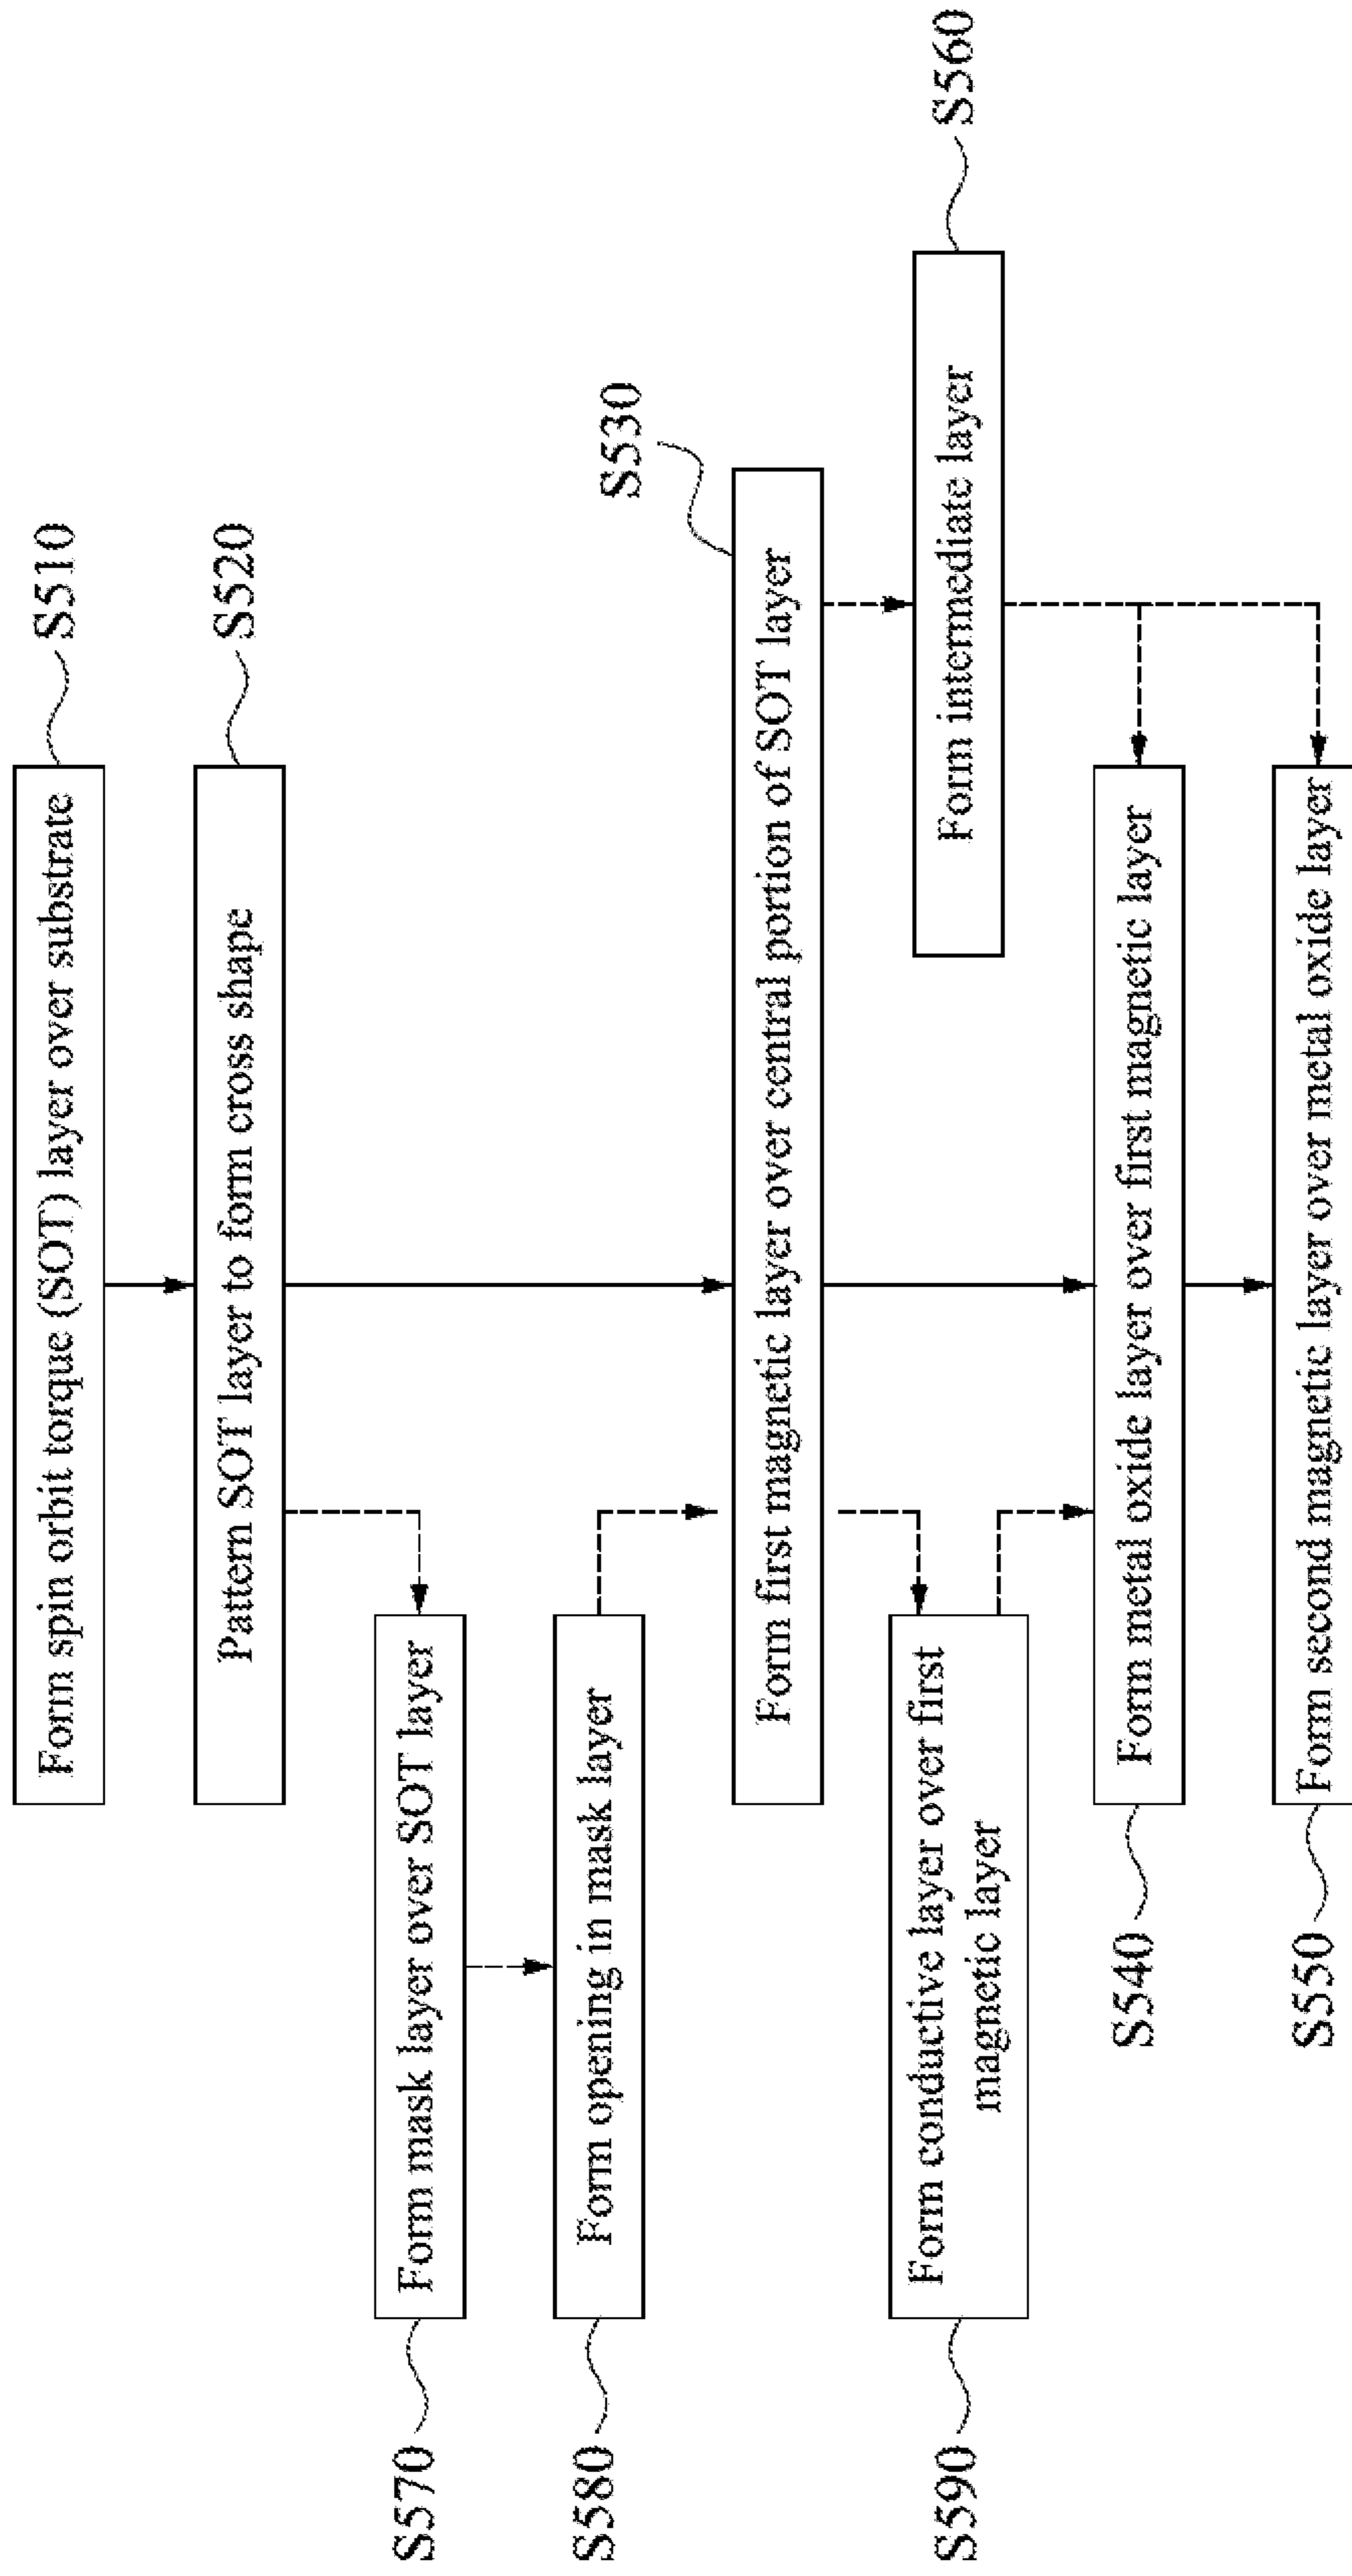 Form spin orbit torque (SOT) layer over substrate
S510
Pattern SOT layer to form cross shape
S520
S570
Form mask layer over SOT layer
S580
Form opening in mask layer
S530
Form first magnetic layer over central portion of SOT layer
S590
Form conductive layer over first
magnetic layer
Form intermediate layer
S560
S540
Form metal oxide layer over first magnetic layer
S550
Form second magnetic layer over metal oxide layer